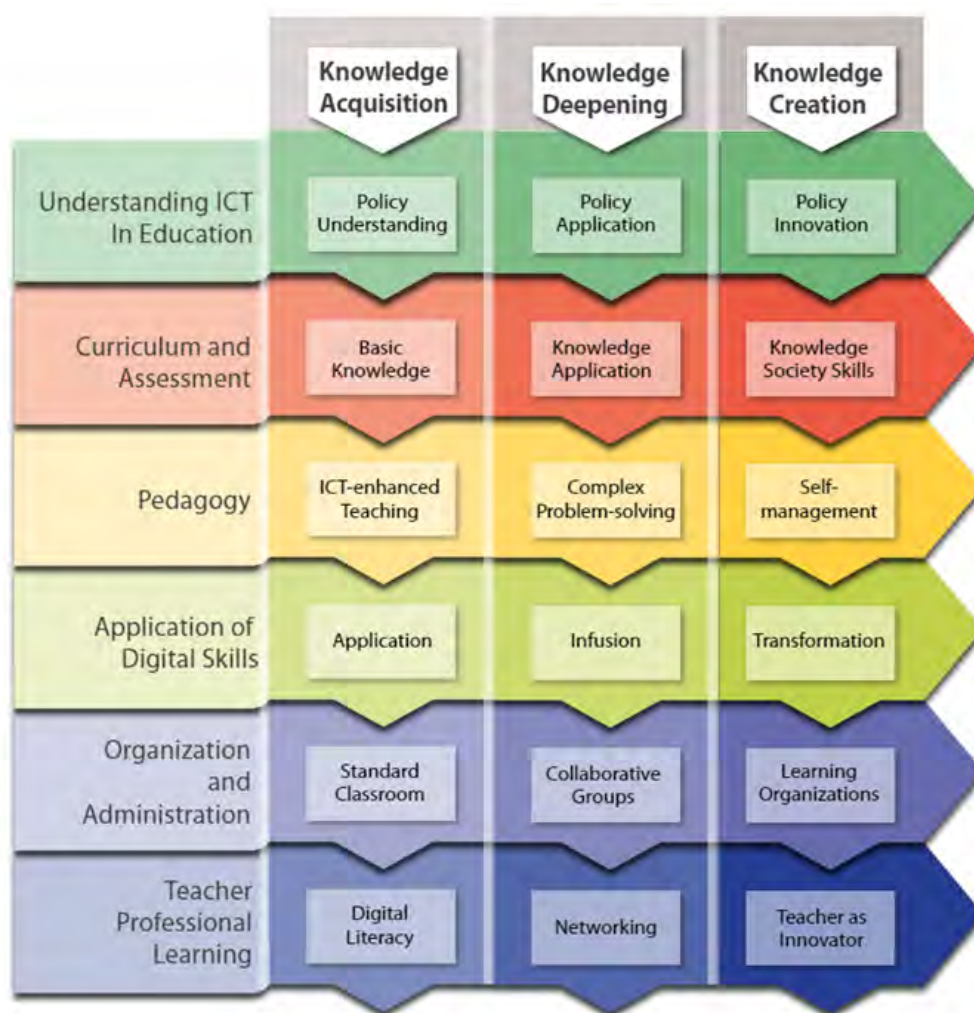 Knowledge
Acquisition
Knowledge
Deepening
Knowledge
Creation
Understanding ICT
In Education
Policy
Understanding
Policy
Application
Policy
Innovation
Curriculum and
Assessment
Basic
Knowledge
Knowledge
Application
Knowledge
Society Skills
Pedagogy
ICT-enhanced
Teaching
Complex
Problem-solving
Self-
management
Application of
Digital Skills
Application
Infusion
Transformation
Organization
and
Administration
Standard
Classroom
Collaborative
Groups
Learning
Organizations
Teacher
Professional
Learning
Digital
Literacy
Networking
Teacher as
Innovator